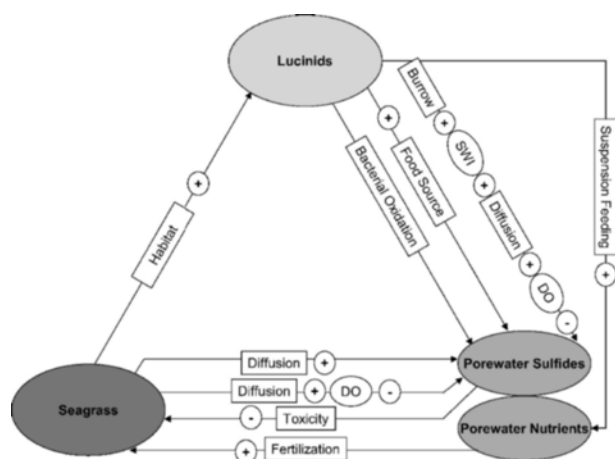 Lucinids
Burrow
+
SWI
+
Diffusion
+
DO
-
Suspension Feeding
+
+
Food Source
Bacterial Oxidation
+
Habitat
Diffusion +
Porewater Sulfides
Diffusion + DO -
Seagrass
- Toxicity
Porewater Nutrients
+ Fertilization